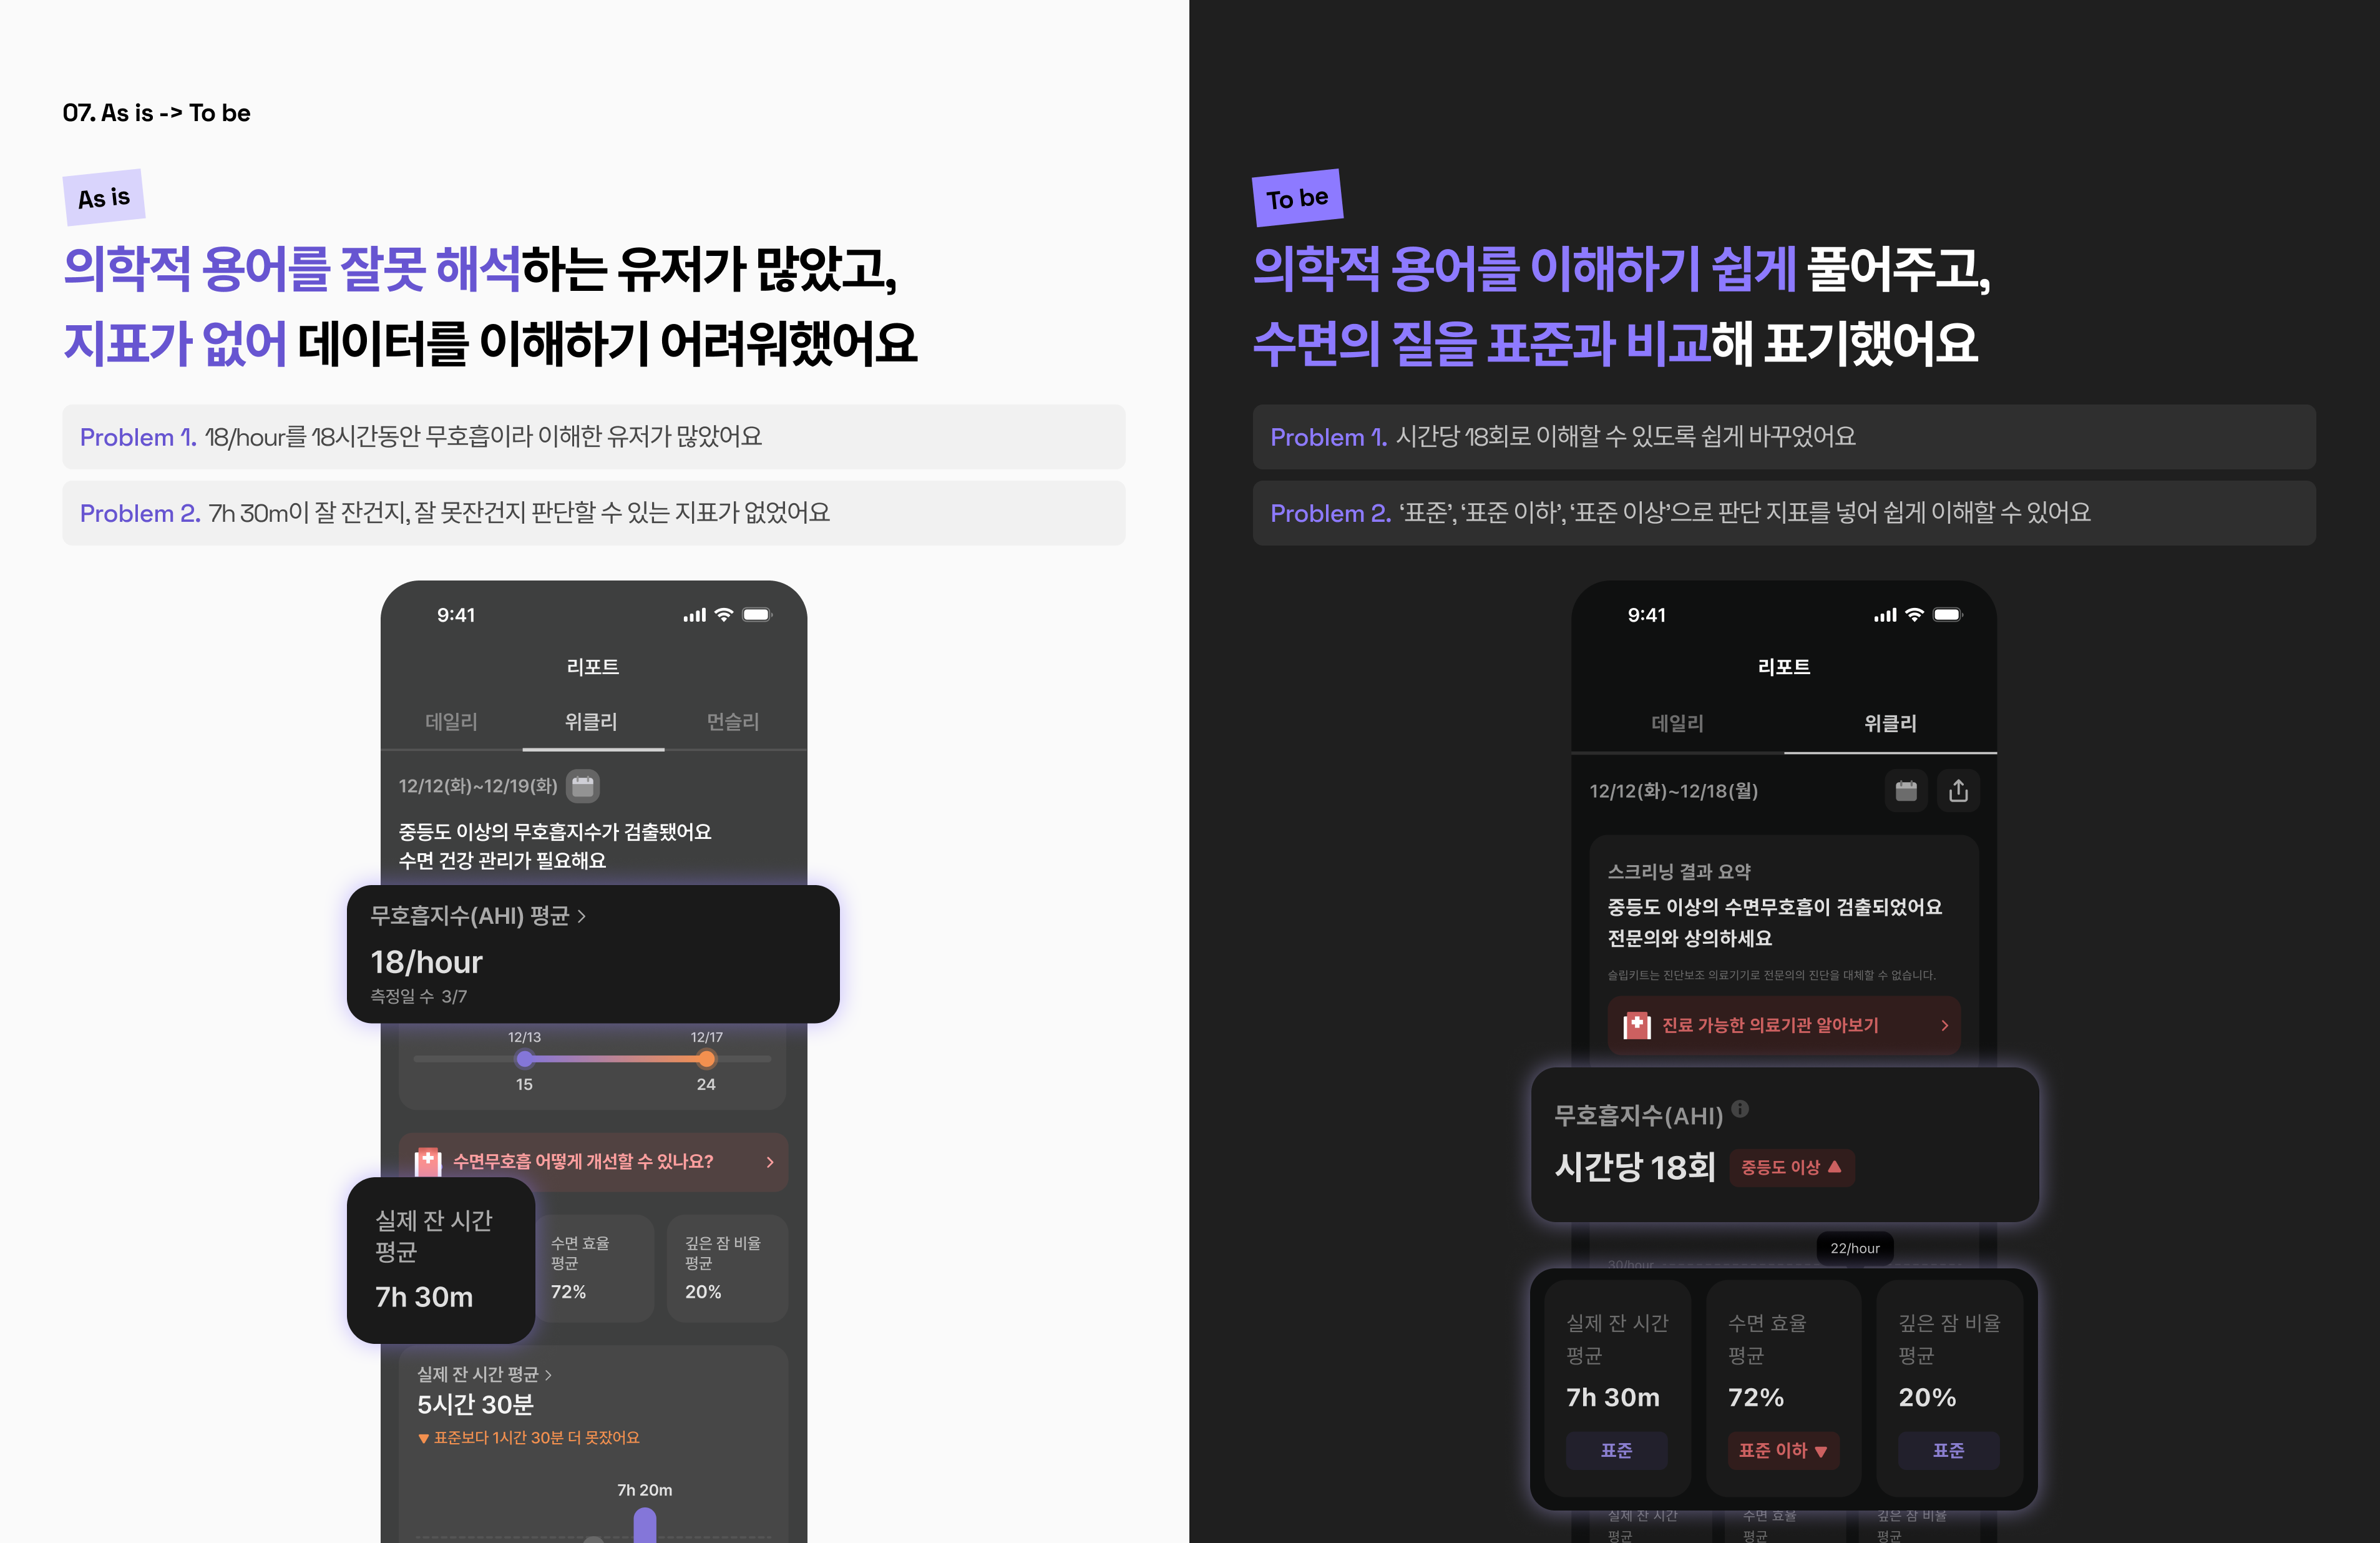 07. As is -> To be
As is
의학적 용어를 잘못 해석하는 유저가 많았고,
지표가 없어 데이터를 이해하기 어려워했어요
Problem 1. 18/hour를 18시간동안 무호흡이라 이해한 유저가 많았어요
Problem 2. 7h 30m이 잘 잔건지, 잘 못잔건지 판단할 수 있는 지표가 없었어요
9:41
리포트
데일리 위클리 먼슬리
12/12(화)~12/19(화)
중등도 이상의 무호흡지수가 검출됐어요
수면 건강 관리가 필요해요
무호흡지수(AHI) 평균 >
18/hour
측정일 수 3/7
12/13 12/17
15 24
수면무호흡 어떻게 개선할 수 있나요? >
실제 잔 시간
평균
7h 30m
수면 효율
평균
72%
깊은 잠 비율
평균
20%
실제 잔 시간 평균 >
5시간 30분
▼ 표준보다 1시간 30분 더 못잤어요
7h 20m
To be
의학적 용어를 이해하기 쉽게 풀어주고,
수면의 질을 표준과 비교해 표기했어요
Problem 1. 시간당 18회로 이해할 수 있도록 쉽게 바꾸었어요
Problem 2. ‘표준’, ‘표준 이하’, ‘표준 이상’으로 판단 지표를 넣어 쉽게 이해할 수 있어요
9:41
리포트
데일리 위클리
12/12(화)~12/18(월)
스크리닝 결과 요약
중등도 이상의 수면무호흡이 검출되었어요
전문의와 상의하세요
슬립키트는 진단보조 의료기기로 전문의의 진단을 대체할 수 없습니다.
진료 가능한 의료기관 알아보기 >
무호흡지수(AHI)
시간당 18회 중등도 이상 ▲
22/hour
30/hour
실제 잔 시간
평균
7h 30m
표준
수면 효율
평균
72%
표준 이하 ▼
깊은 잠 비율
평균
20%
표준
실제 잔 시간 수면 효율 깊은 잠 비율
평균 평균 평균